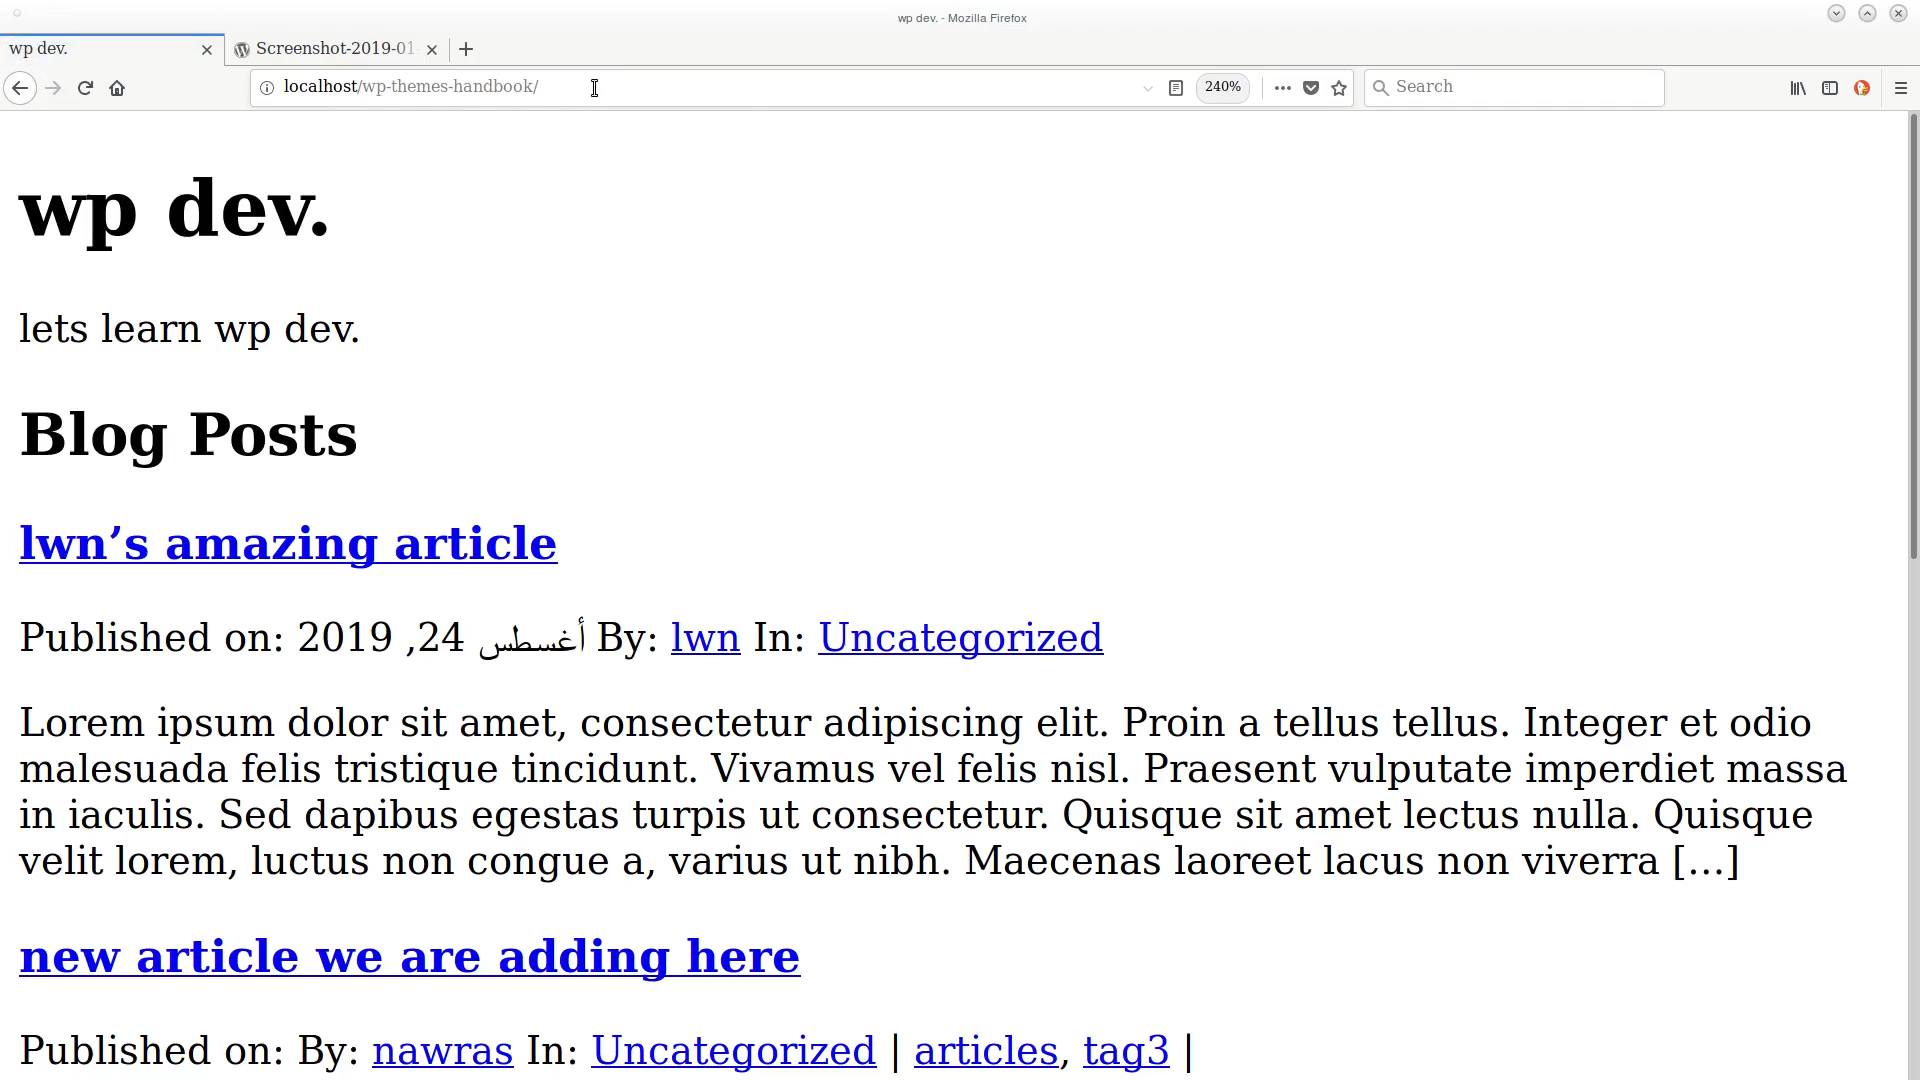 wp dev. - Mozilla Firefox
wp dev.
Screenshot-2019-01
localhost/wp-themes-handbook/
240%
Search
wp dev.
lets learn wp dev.
Blog Posts
lwn’s amazing article
Published on: أغسطس 24, 2019 By: lwn In: Uncategorized
Lorem ipsum dolor sit amet, consectetur adipiscing elit. Proin a tellus tellus. Integer et odio
malesuada felis tristique tincidunt. Vivamus vel felis nisl. Praesent vulputate imperdiet massa
in iaculis. Sed dapibus egestas turpis ut consectetur. Quisque sit amet lectus nulla. Quisque
velit lorem, luctus non congue a, varius ut nibh. Maecenas laoreet lacus non viverra […]
new article we are adding here
Published on: By: nawras In: Uncategorized | articles, tag3 |